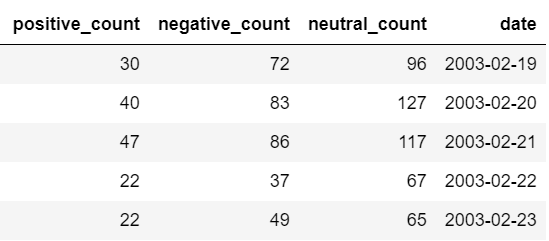 positive_count negative_count neutral_count date
30 72 96 2003-02-19
40 83 127 2003-02-20
47 86 117 2003-02-21
22 37 67 2003-02-22
22 49 65 2003-02-23